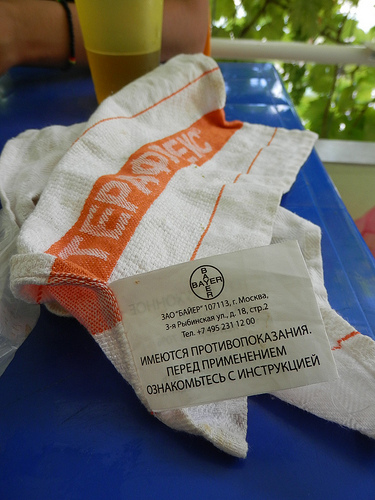 ТЕРАФЛЕКС
BAYER
BAYER
ЗАО "БАЙЕР" 107113, г. Москва,
3-я Рыбинская ул., д. 18, стр.2
Тел. +7 495 231 12 00
ИМЕЮТСЯ ПРОТИВОПОКАЗАНИЯ.
ПЕРЕД ПРИМЕНЕНИЕМ
ОЗНАКОМЬТЕСЬ С ИНСТРУКЦИЕЙ